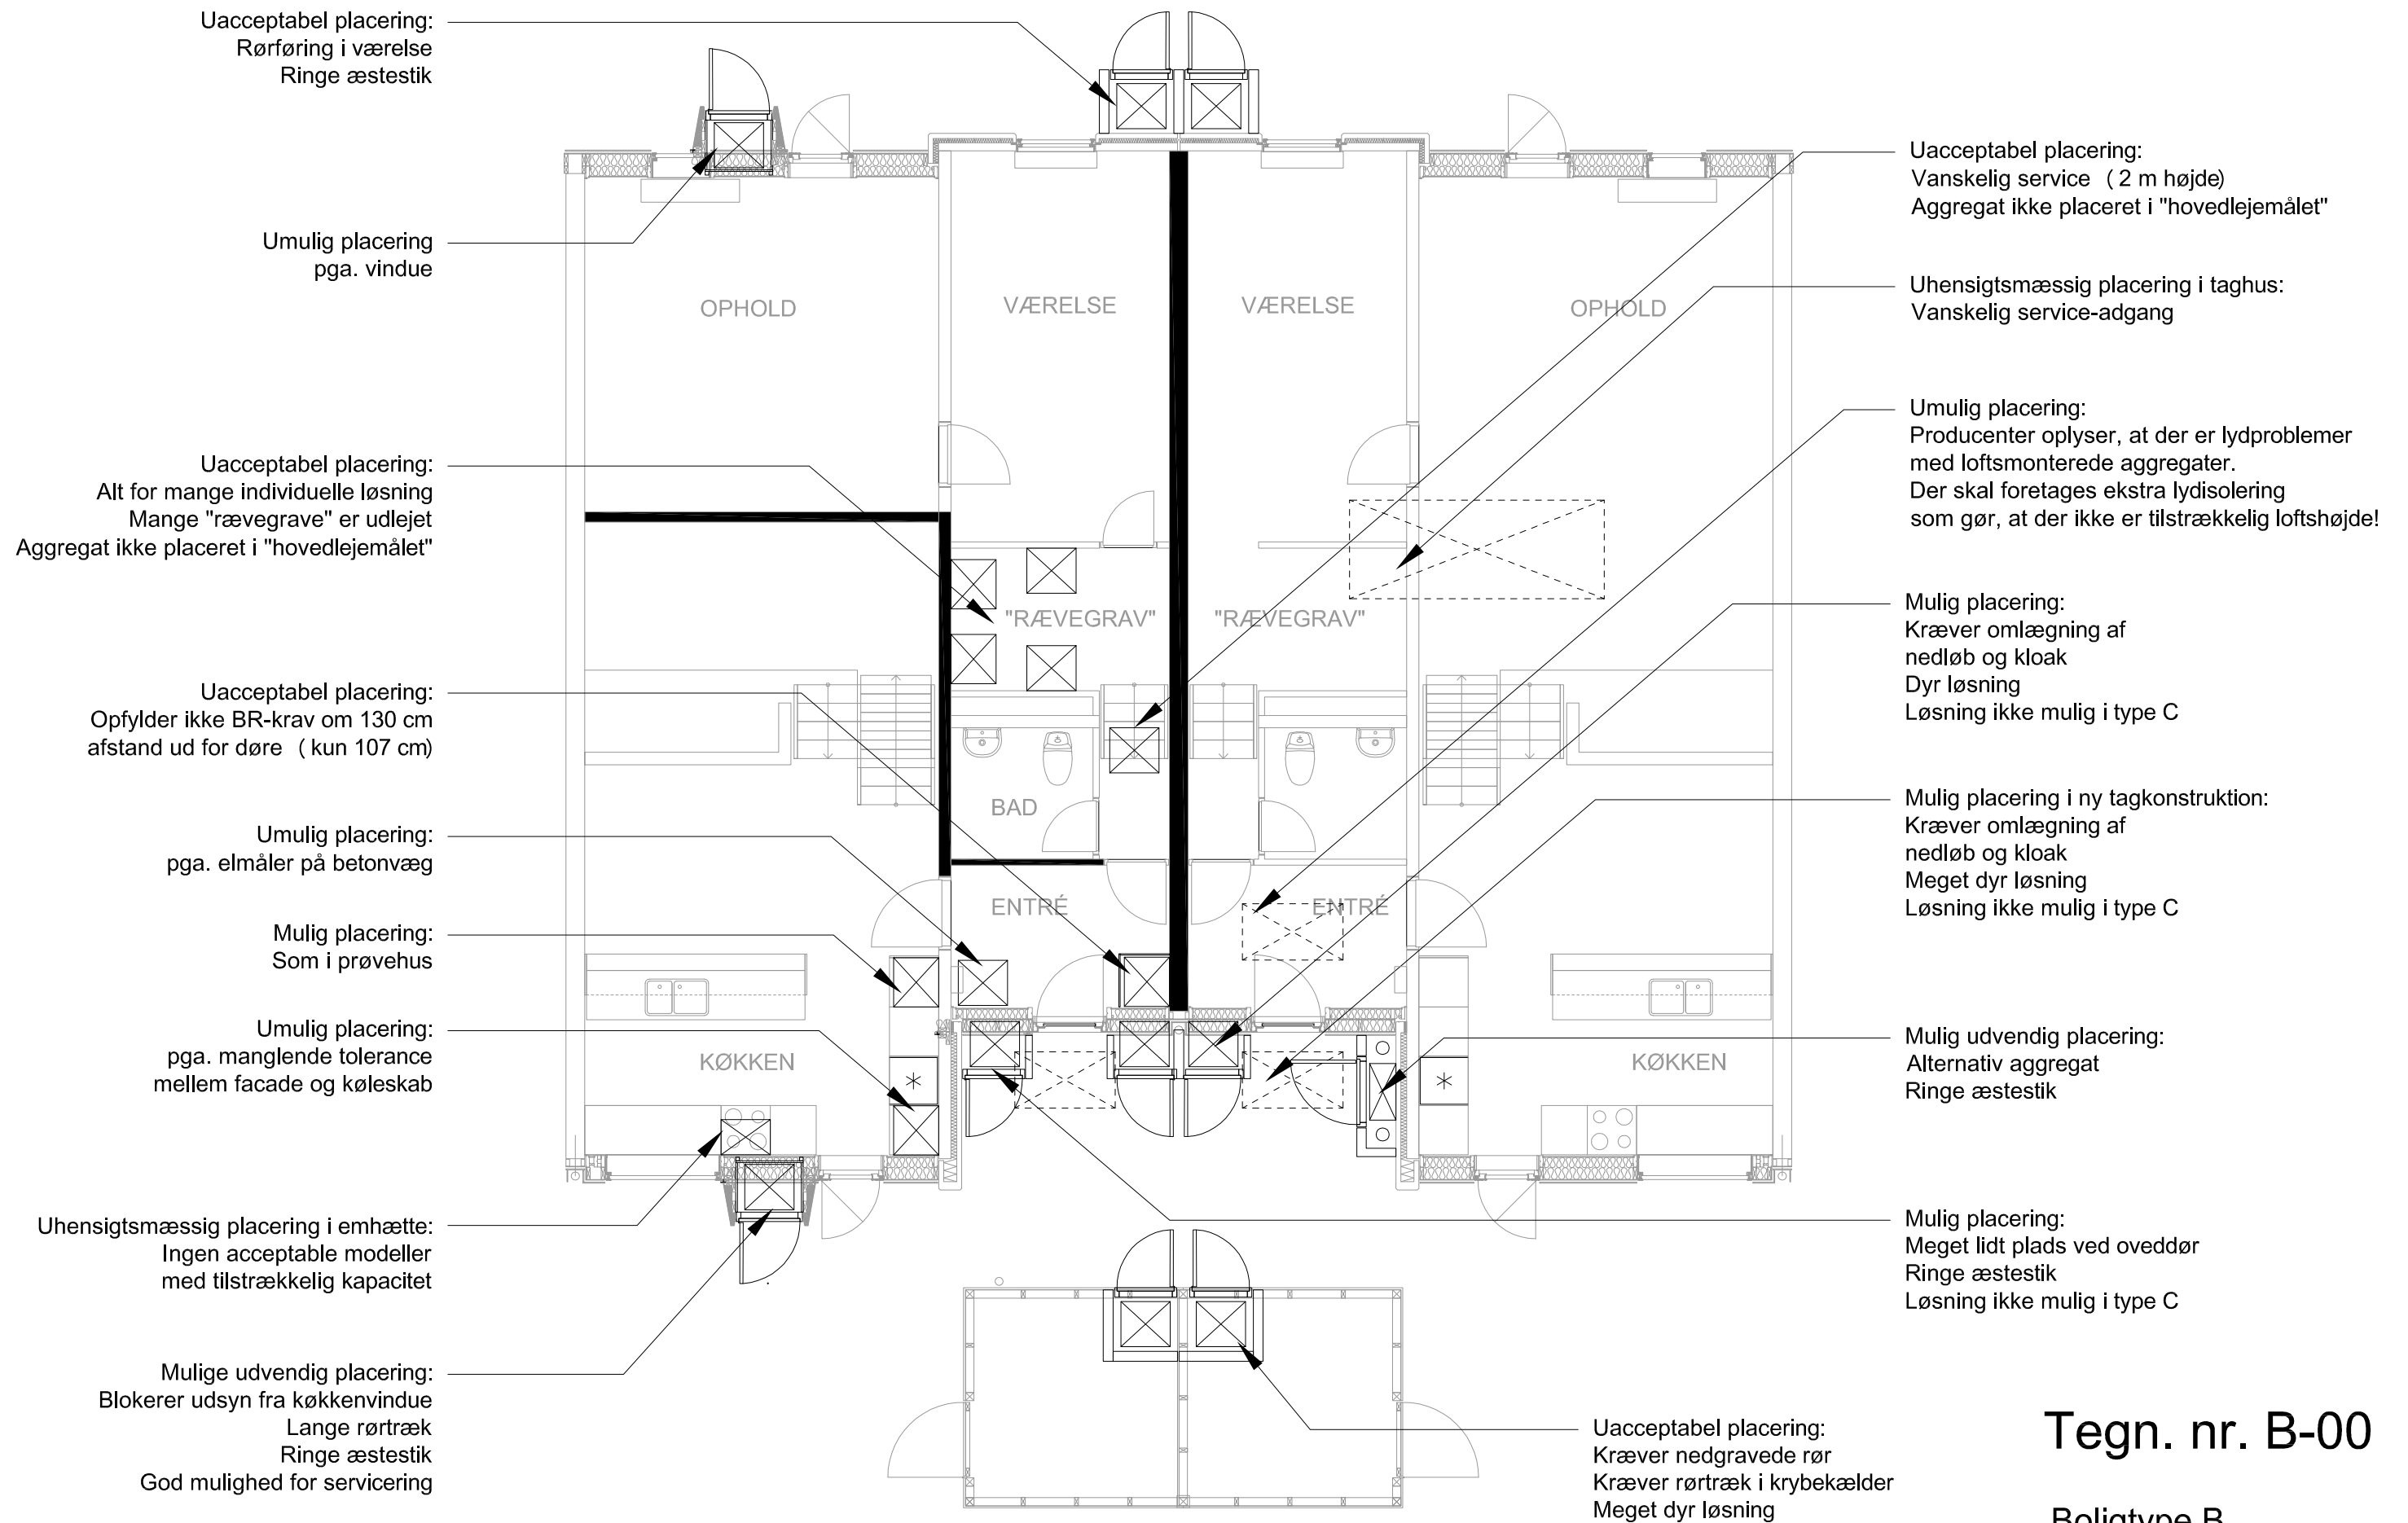 Uacceptabel placering:
Rørføring i værelse
Ringe æstestik
Umulig placering
pga. vindue
Uacceptabel placering:
Alt for mange individuelle løsning
Mange "rævegrave" er udlejet
Aggregat ikke placeret i "hovedlejemålet"
Uacceptabel placering:
Opfylder ikke BR-krav om 130 cm
afstand ud for døre ( kun 107 cm)
Umulig placering:
pga. elmåler på betonvæg
Mulig placering:
Som i prøvehus
Umulig placering:
pga. manglende tolerance
mellem facade og køleskab
Uhensigtsmæssig placering i emhætte:
Ingen acceptable modeller
med tilstrækkelig kapacitet
Mulige udvendig placering:
Blokerer udsyn fra køkkenvindue
Lange rørtræk
Ringe æstestik
God mulighed for servicering
OPHOLD
VÆRELSE
VÆRELSE
OPHOLD
"RÆVEGRAV"
"RÆVEGRAV"
BAD
ENTRÉ
ENTRÉ
KØKKEN
KØKKEN
Uacceptabel placering:
Vanskelig service ( 2 m højde)
Aggregat ikke placeret i "hovedlejemålet"
Uhensigtsmæssig placering i taghus:
Vanskelig service-adgang
Umulig placering:
Producenter oplyser, at der er lydproblemer
med loftsmonterede aggregater.
Der skal foretages ekstra lydisolering
som gør, at der ikke er tilstrækkelig loftshøjde!
Mulig placering:
Kræver omlægning af
nedløb og kloak
Dyr løsning
Løsning ikke mulig i type C
Mulig placering i ny tagkonstruktion:
Kræver omlægning af
nedløb og kloak
Meget dyr løsning
Løsning ikke mulig i type C
Mulig udvendig placering:
Alternativ aggregat
Ringe æstestik
Mulig placering:
Meget lidt plads ved oveddør
Ringe æstestik
Løsning ikke mulig i type C
Uacceptabel placering:
Kræver nedgravede rør
Kræver rørtræk i krybekælder
Meget dyr løsning
Tegn. nr. B-00
Boligtype B